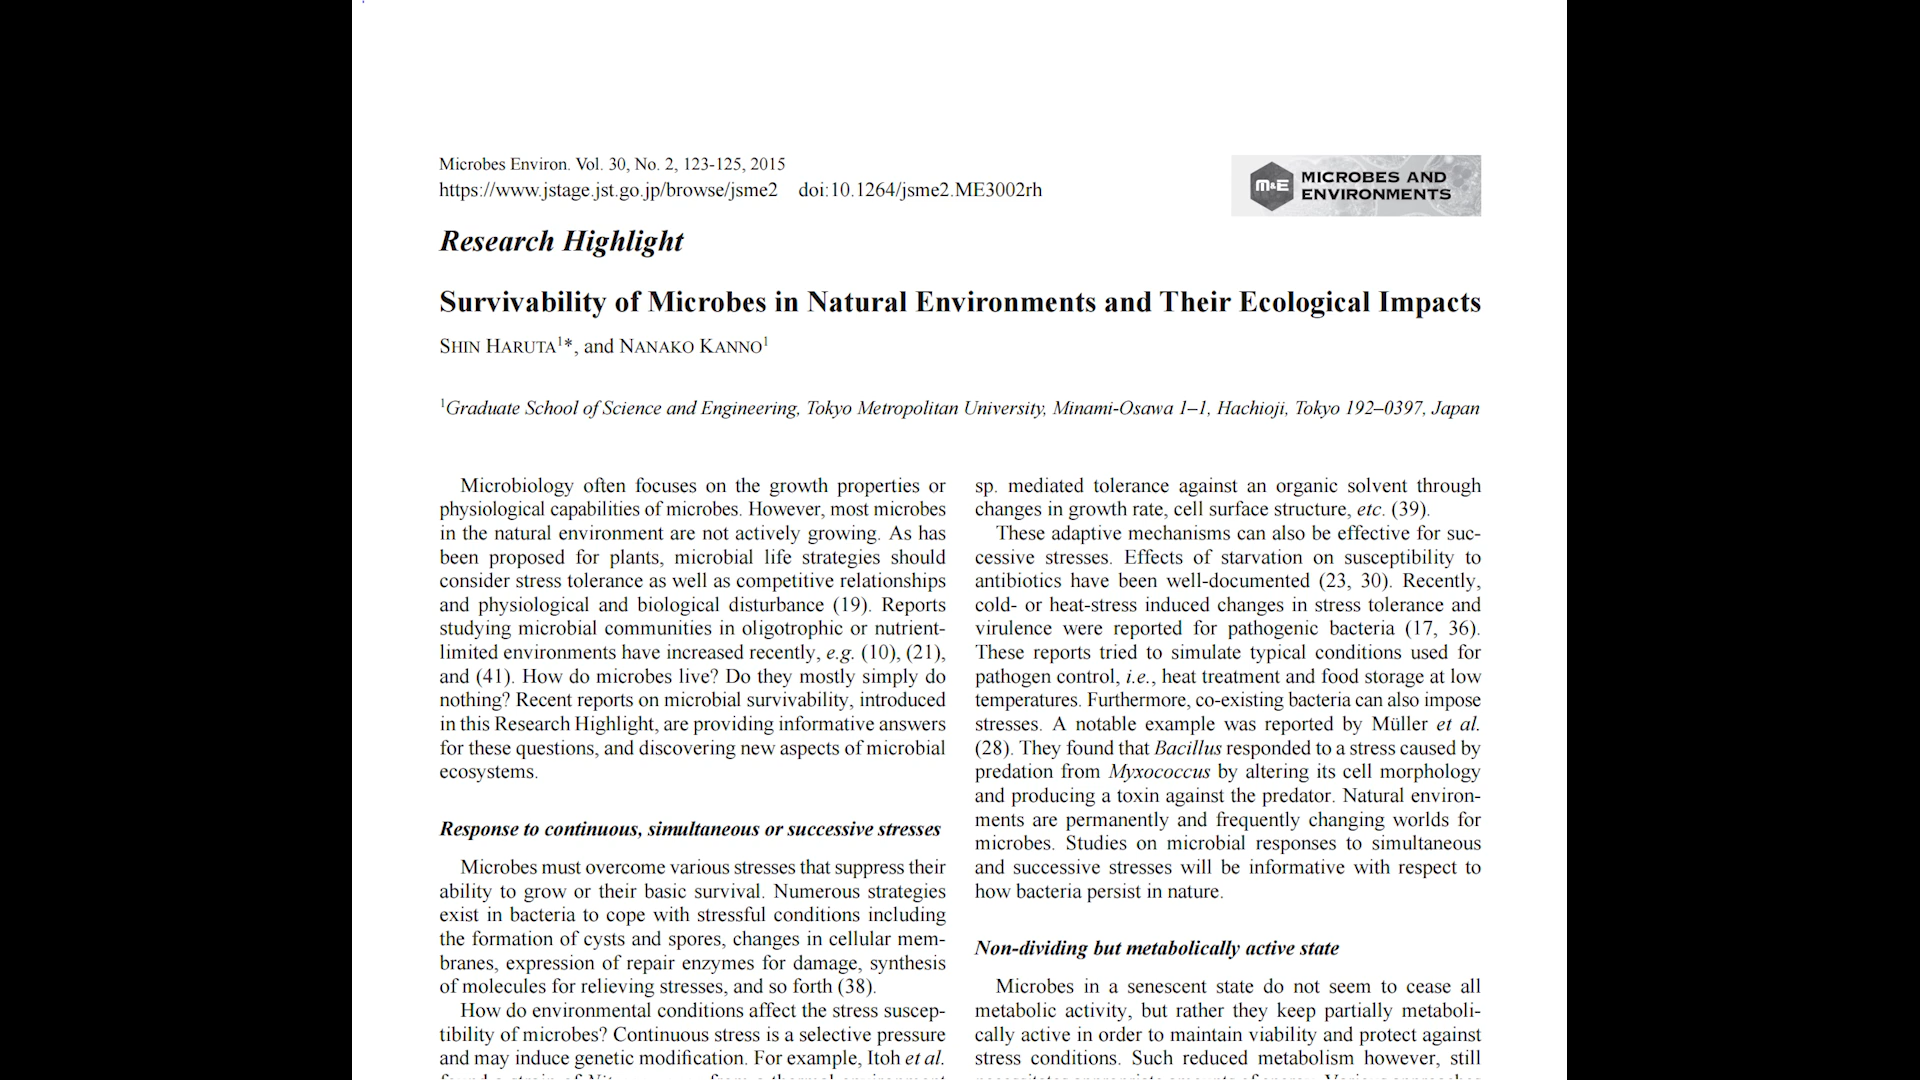 Microbes Environ. Vol. 30, No. 2, 123-125, 2015
https://www.jstage.jst.go.jp/browse/jsme2 doi:10.1264/jsme2.ME3002rh
M&E MICROBES AND
ENVIRONMENTS
Research Highlight
Survivability of Microbes in Natural Environments and Their Ecological Impacts
SHIN HARUTA1*, and NANAKO KANNO1
1Graduate School of Science and Engineering, Tokyo Metropolitan University, Minami-Osawa 1–1, Hachioji, Tokyo 192–0397, Japan
Microbiology often focuses on the growth properties or
physiological capabilities of microbes. However, most microbes
in the natural environment are not actively growing. As has
been proposed for plants, microbial life strategies should
consider stress tolerance as well as competitive relationships
and physiological and biological disturbance (19). Reports
studying microbial communities in oligotrophic or nutrient-
limited environments have increased recently, e.g. (10), (21),
and (41). How do microbes live? Do they mostly simply do
nothing? Recent reports on microbial survivability, introduced
in this Research Highlight, are providing informative answers
for these questions, and discovering new aspects of microbial
ecosystems.
Response to continuous, simultaneous or successive stresses
Microbes must overcome various stresses that suppress their
ability to grow or their basic survival. Numerous strategies
exist in bacteria to cope with stressful conditions including
the formation of cysts and spores, changes in cellular mem-
branes, expression of repair enzymes for damage, synthesis
of molecules for relieving stresses, and so forth (38).
How do environmental conditions affect the stress suscep-
tibility of microbes? Continuous stress is a selective pressure
and may induce genetic modification. For example, Itoh et al.
sp. mediated tolerance against an organic solvent through
changes in growth rate, cell surface structure, etc. (39).
These adaptive mechanisms can also be effective for suc-
cessive stresses. Effects of starvation on susceptibility to
antibiotics have been well-documented (23, 30). Recently,
cold- or heat-stress induced changes in stress tolerance and
virulence were reported for pathogenic bacteria (17, 36).
These reports tried to simulate typical conditions used for
pathogen control, i.e., heat treatment and food storage at low
temperatures. Furthermore, co-existing bacteria can also impose
stresses. A notable example was reported by Müller et al.
(28). They found that Bacillus responded to a stress caused by
predation from Myxococcus by altering its cell morphology
and producing a toxin against the predator. Natural environ-
ments are permanently and frequently changing worlds for
microbes. Studies on microbial responses to simultaneous
and successive stresses will be informative with respect to
how bacteria persist in nature.
Non-dividing but metabolically active state
Microbes in a senescent state do not seem to cease all
metabolic activity, but rather they keep partially metaboli-
cally active in order to maintain viability and protect against
stress conditions. Such reduced metabolism however, still